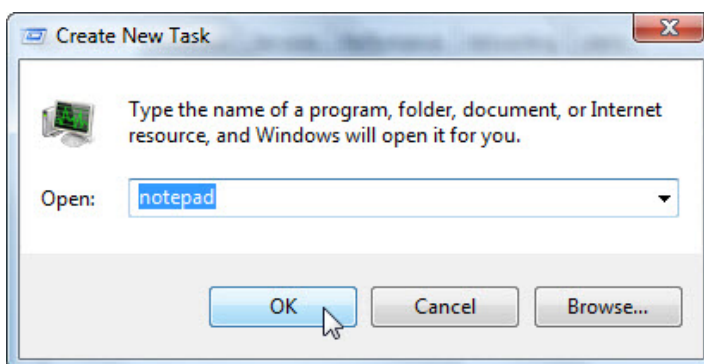 Create New Task
Type the name of a program, folder, document, or Internet
resource, and Windows will open it for you.
Open: notepad
OK Cancel Browse...